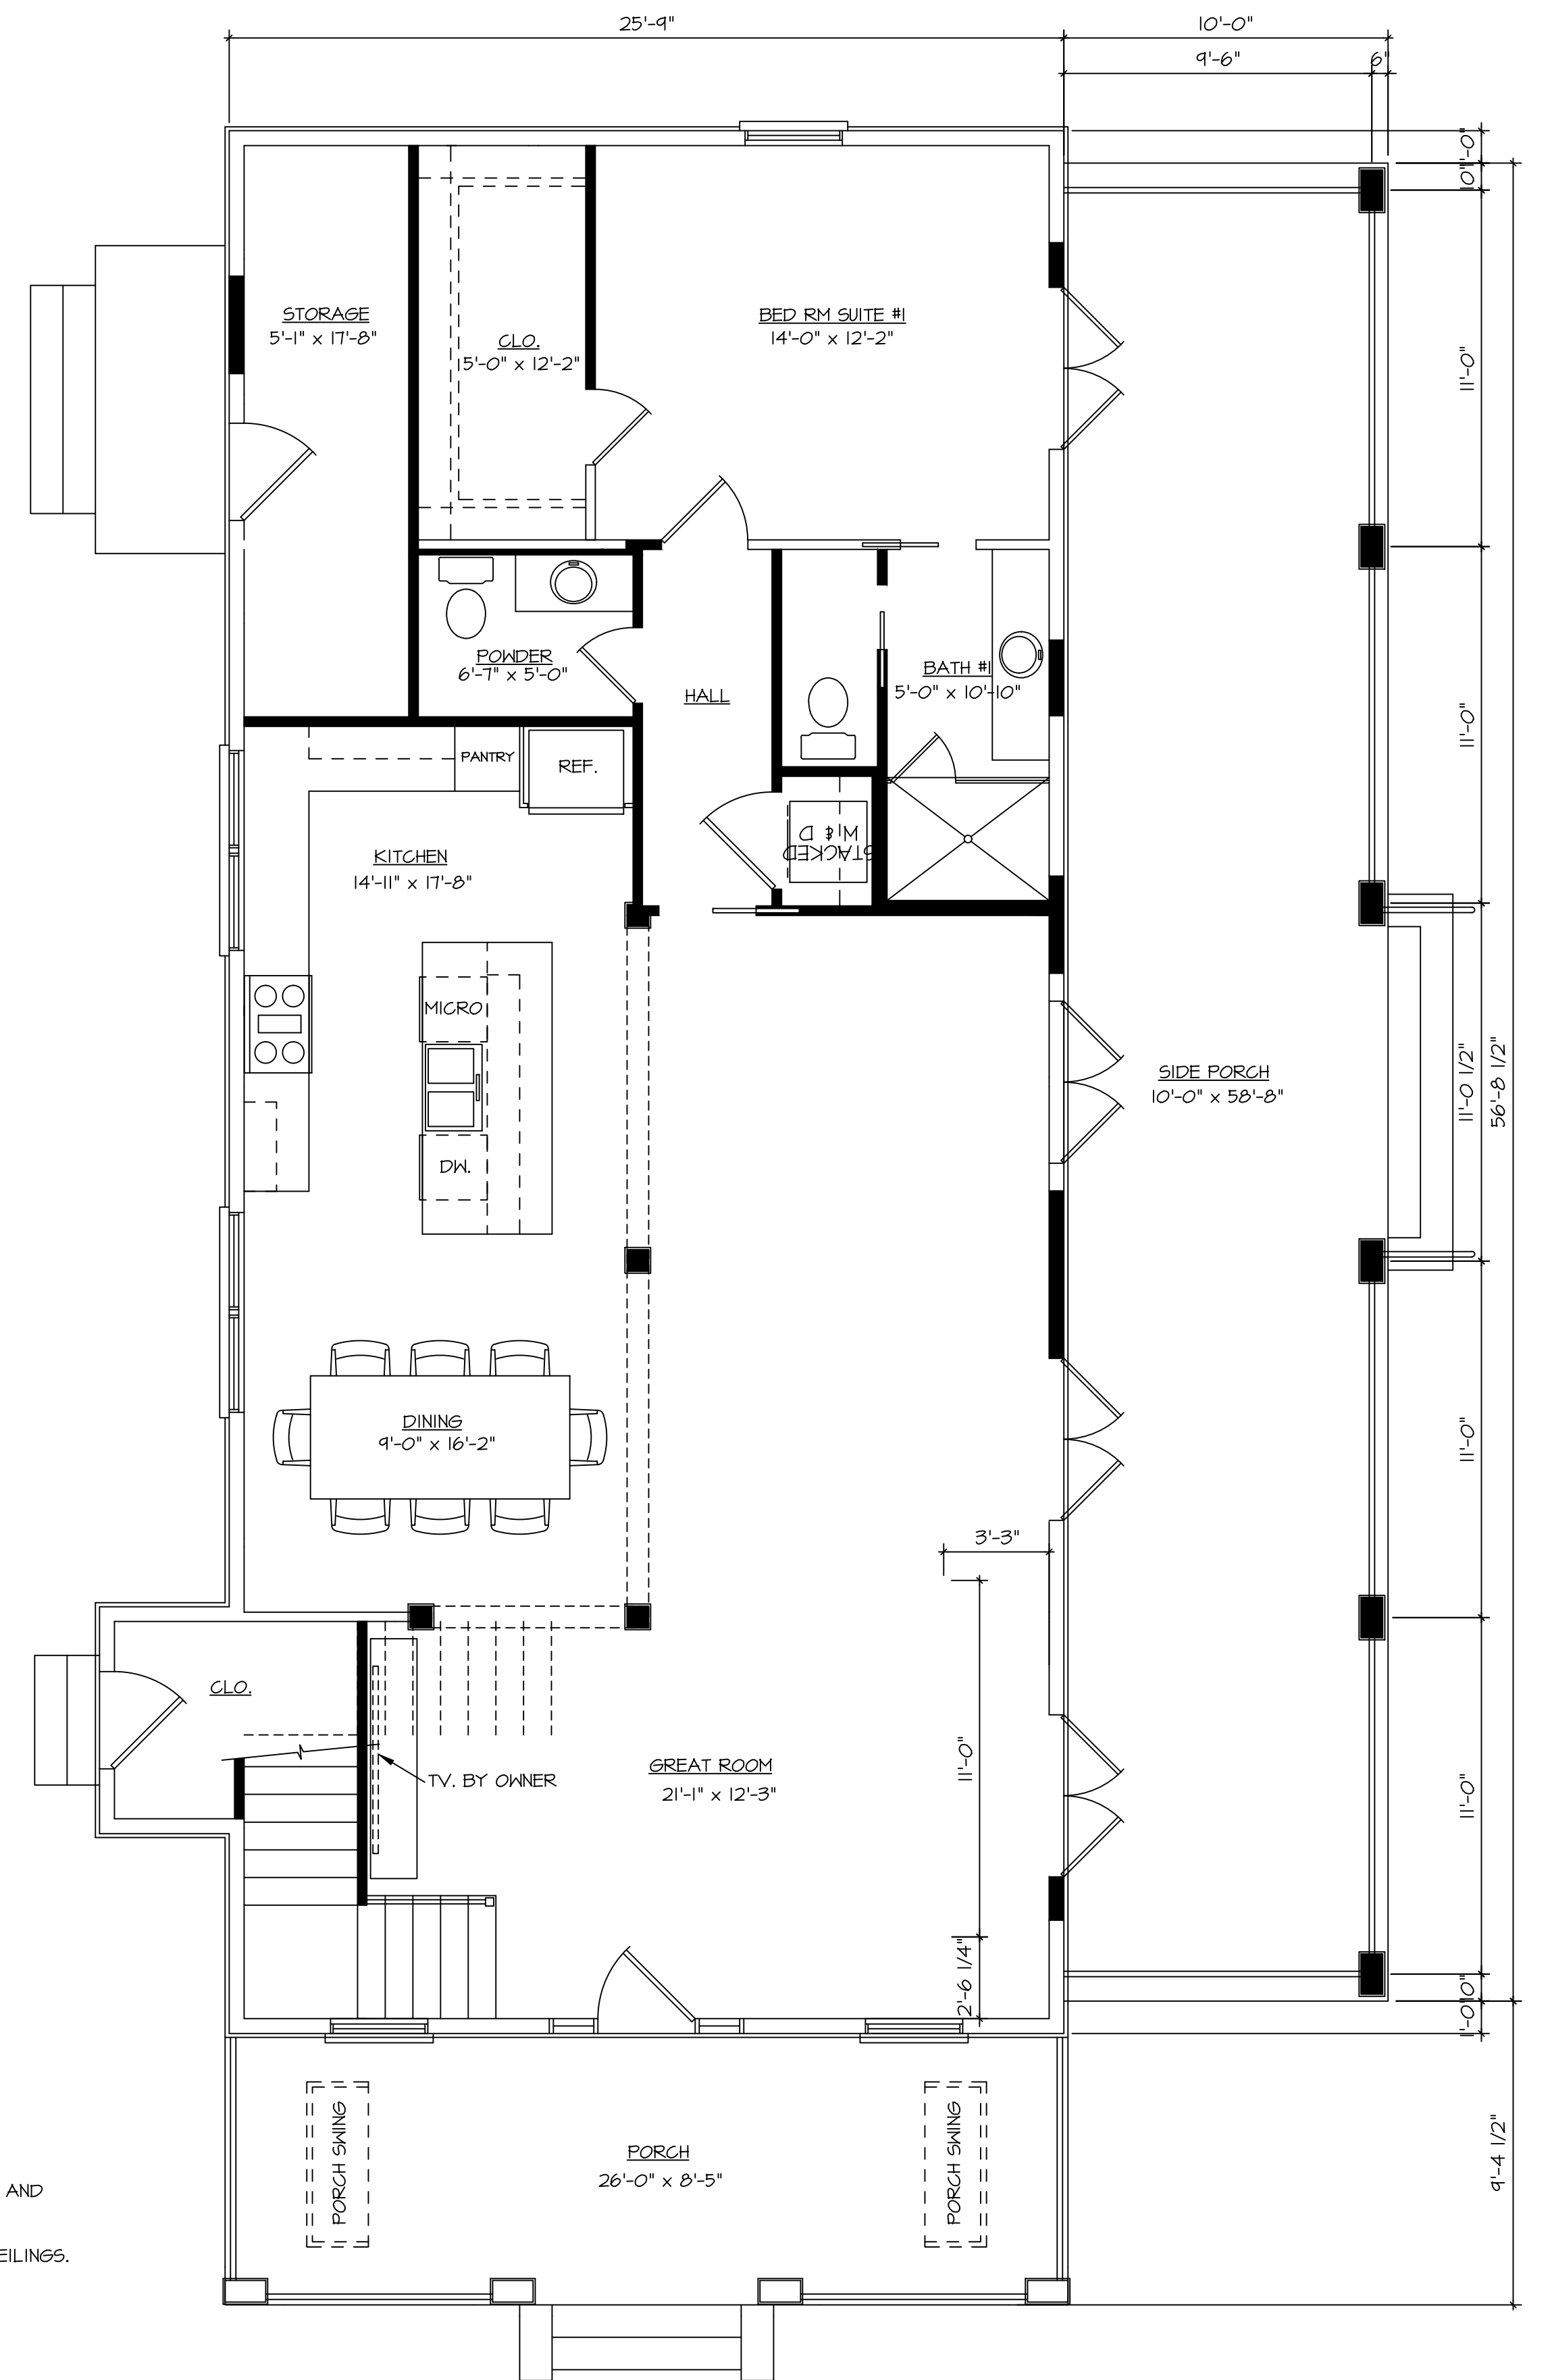 25'-9"
10'-0"
9'-6"
6"
1'-0"
10"
STORAGE
5'-1" x 17'-8"
CLO.
5'-0" x 12'-2"
BED RM SUITE #1
14'-0" x 12'-2"
11'-0"
POWDER
6'-7" x 5'-0"
HALL
BATH #1
5'-0" x 10'-10"
11'-0"
PANTRY
REF.
STACKED
W & D
KITCHEN
14'-11" x 17'-8"
MICRO
DW.
SIDE PORCH
10'-0" x 58'-8"
11'-0 1/2"
56'-8 1/2"
DINING
9'-0" x 16'-2"
11'-0"
3'-3"
CLO.
TV. BY OWNER
GREAT ROOM
21'-1" x 12'-3"
11'-0"
11'-0"
2'-6 1/4"
10"
1'-0"
PORCH SWING
PORCH
26'-0" x 8'-5"
PORCH SWING
9'-4 1/2"
AND
EILINGS.